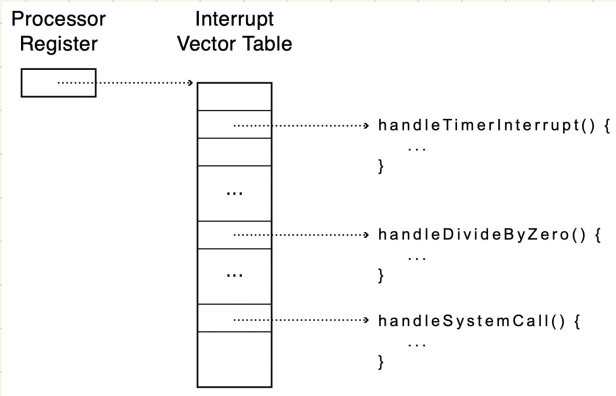 Processor
Register
Interrupt
Vector Table
handleTimerInterrupt() {
...
}
...
handleDivideByZero() {
...
}
...
handleSystemCall() {
...
}